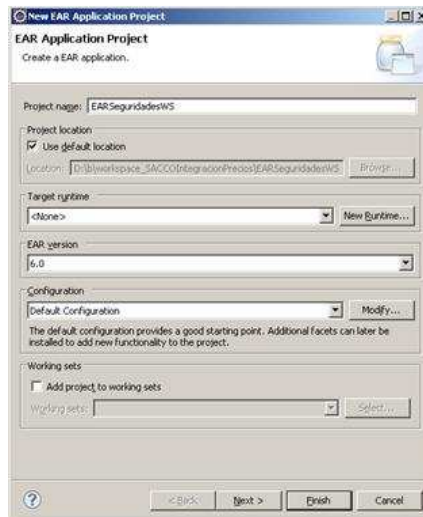 New EAR Application Project
EAR Application Project
Create a EAR application.
Project name: EARSeguridadesWS
Project location
Use default location
Location: D:\b\workspace_SACCOIntegracionPrecios\EARSeguridadesWS Browse...
Target runtime
<None> New Runtime...
EAR version
6.0
Configuration
Default Configuration Modify...
The default configuration provides a good starting point. Additional facets can later be
installed to add new functionality to the project.
Working sets
Add project to working sets
Working sets: Select...
? < Back Next > Finish Cancel